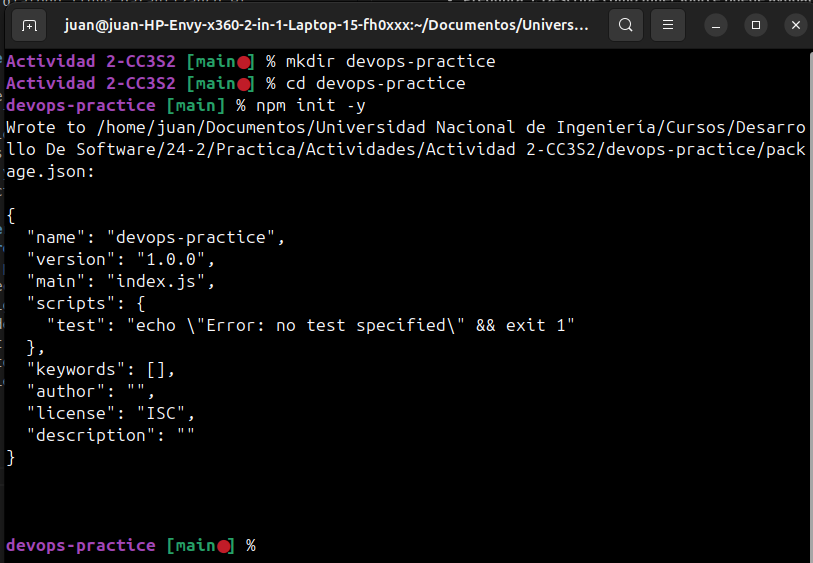 juan@juan-HP-Envy-x360-2-in-1-Laptop-15-fh0xxx:~/Documentos/Univers...
Actividad 2-CC3S2 [main●] % mkdir devops-practice
Actividad 2-CC3S2 [main●] % cd devops-practice
devops-practice [main] % npm init -y
Wrote to /home/juan/Documentos/Universidad Nacional de Ingeniería/Cursos/Desarro
llo De Software/24-2/Practica/Actividades/Actividad 2-CC3S2/devops-practice/pack
age.json:
{
  "name": "devops-practice",
  "version": "1.0.0",
  "main": "index.js",
  "scripts": {
    "test": "echo \"Error: no test specified\" && exit 1"
  },
  "keywords": [],
  "author": "",
  "license": "ISC",
  "description": ""
}
devops-practice [main●] %